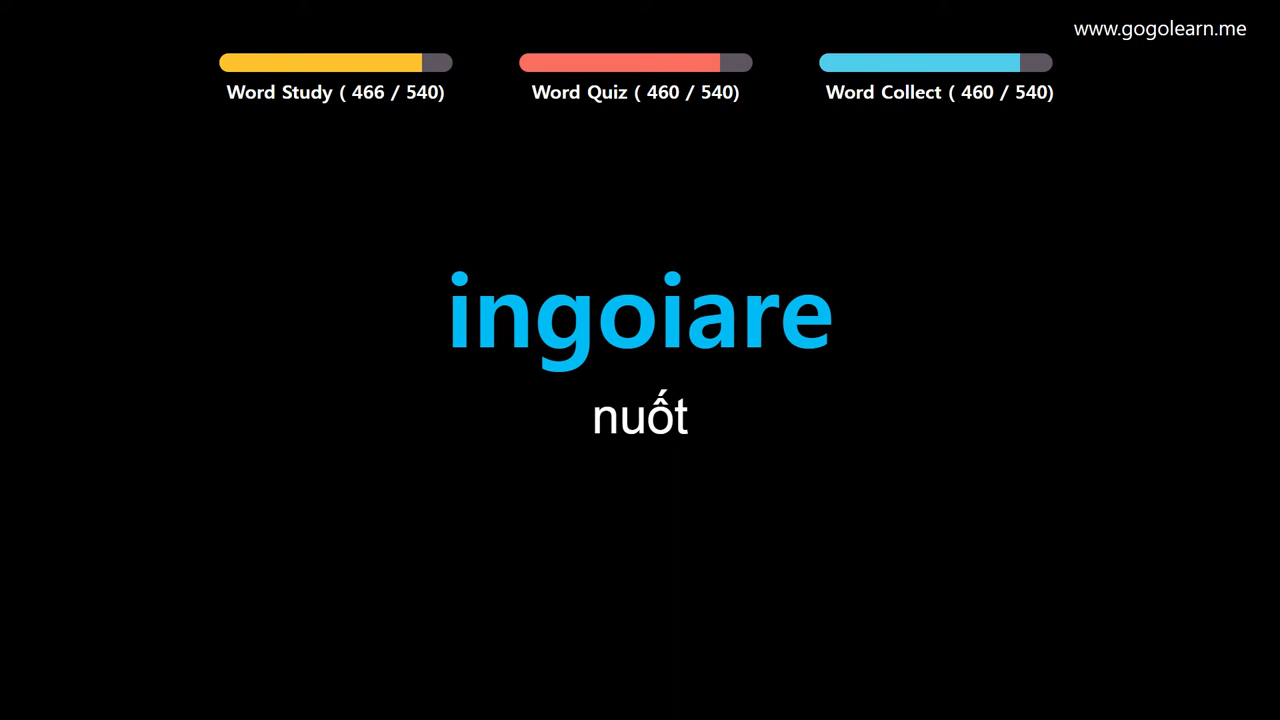 www.gogolearn.me
Word Study ( 466 / 540)
Word Quiz ( 460 / 540)
Word Collect ( 460 / 540)
ingoiare
nuốt